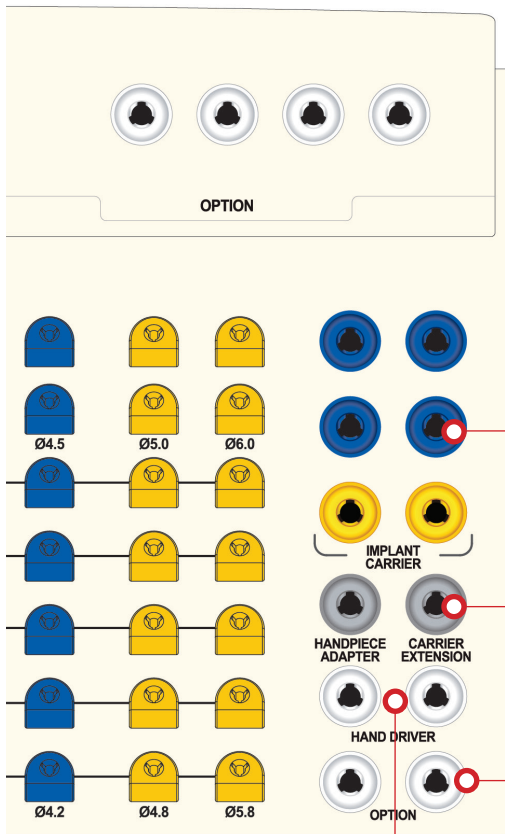 OPTION
Ø4.5 Ø5.0 Ø6.0
IMPLANT
CARRIER
HANDPIECE
ADAPTER
CARRIER
EXTENSION
HAND DRIVER
Ø4.2 Ø4.8 Ø5.8
OPTION